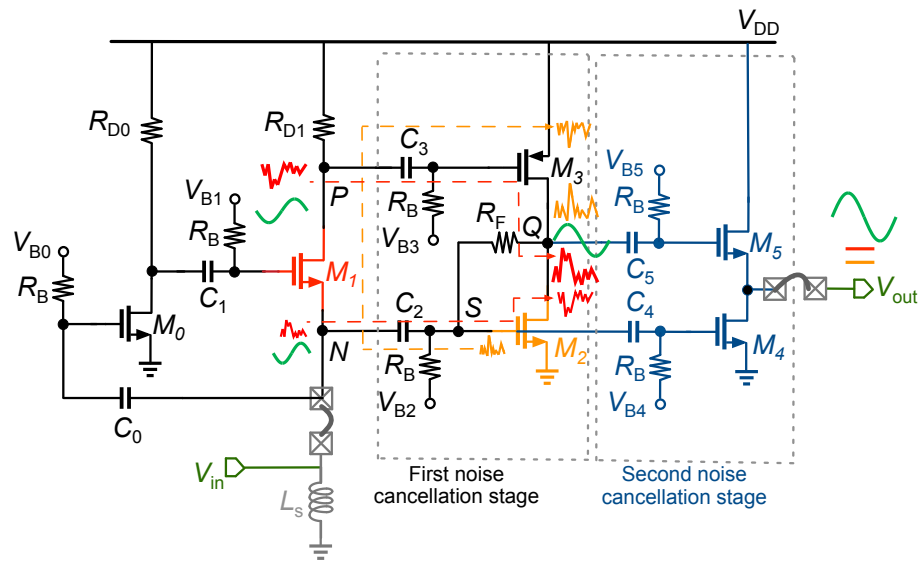 V_DD
R_D0
R_D1
C_3
M_3
V_B5
V_B1
P
R_B
R_B
R_F
Q
R_B
V_B0
V_B3
M_5
R_B
M_1
C_5
V_out
C_1
C_2
S
C_4
M_0
N
M_2
M_4
R_B
R_B
V_B2
V_B4
C_0
V_in
First noise
cancellation stage
Second noise
cancellation stage
L_s